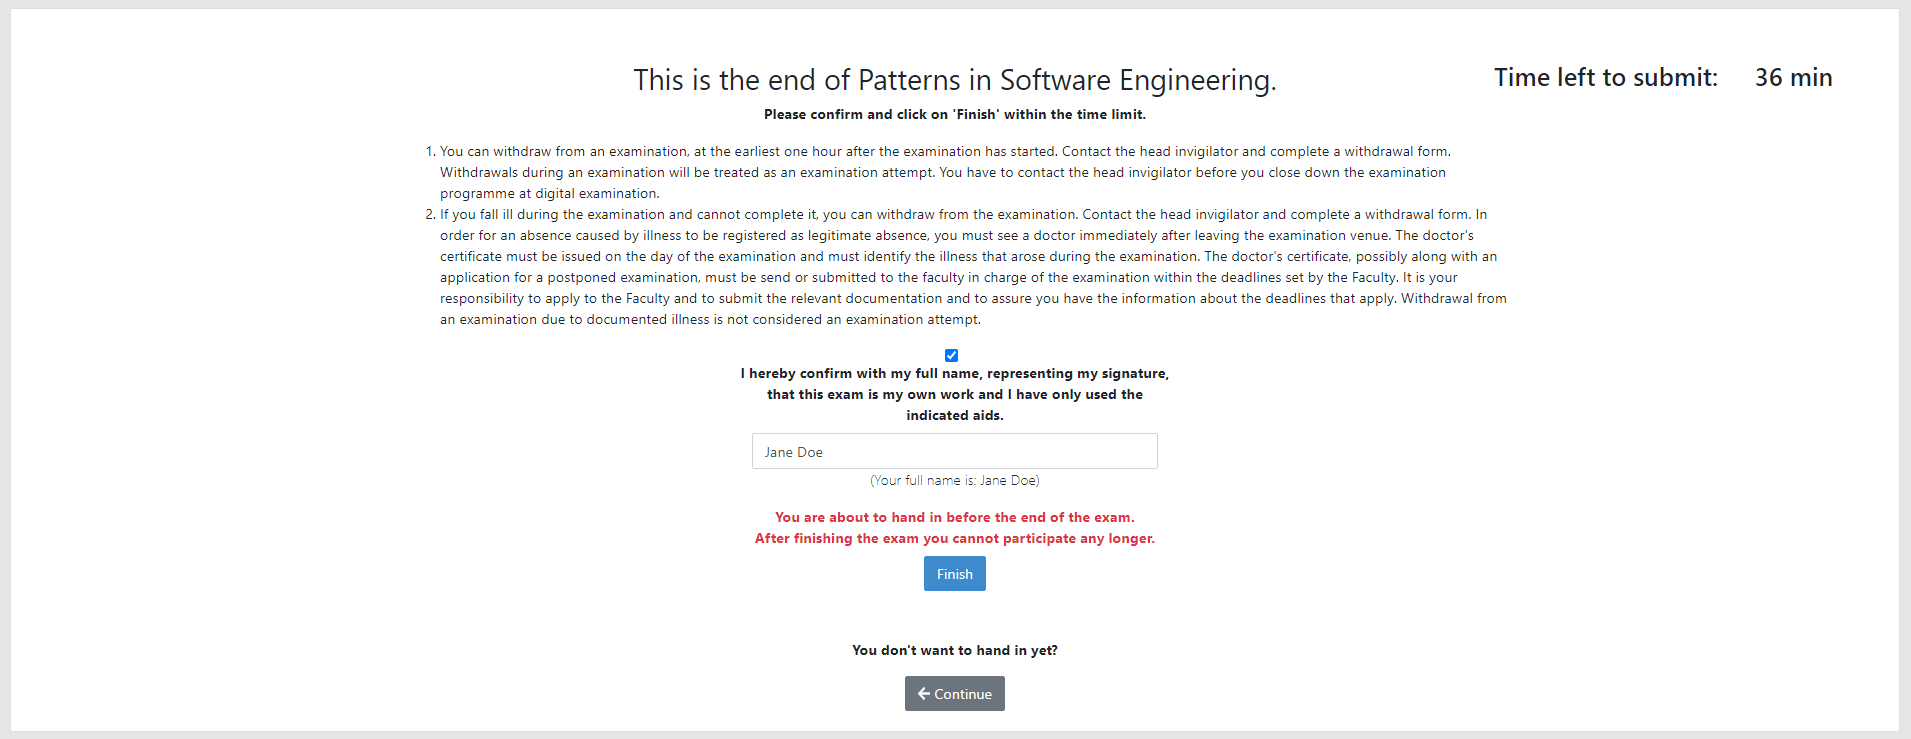 This is the end of Patterns in Software Engineering.
Time left to submit: 36 min
Please confirm and click on 'Finish' within the time limit.
1. You can withdraw from an examination, at the earliest one hour after the examination has started. Contact the head invigilator and complete a withdrawal form.
Withdrawals during an examination will be treated as an examination attempt. You have to contact the head invigilator before you close down the examination
programme at digital examination.
2. If you fall ill during the examination and cannot complete it, you can withdraw from the examination. Contact the head invigilator and complete a withdrawal form. In
order for an absence caused by illness to be registered as legitimate absence, you must see a doctor immediately after leaving the examination venue. The doctor's
certificate must be issued on the day of the examination and must identify the illness that arose during the examination. The doctor's certificate, possibly along with an
application for a postponed examination, must be send or submitted to the faculty in charge of the examination within the deadlines set by the Faculty. It is your
responsibility to apply to the Faculty and to submit the relevant documentation and to assure you have the information about the deadlines that apply. Withdrawal from
an examination due to documented illness is not considered an examination attempt.
I hereby confirm with my full name, representing my signature,
that this exam is my own work and I have only used the
indicated aids.
Jane Doe
(Your full name is: Jane Doe)
You are about to hand in before the end of the exam.
After finishing the exam you cannot participate any longer.
Finish
You don't want to hand in yet?
Continue